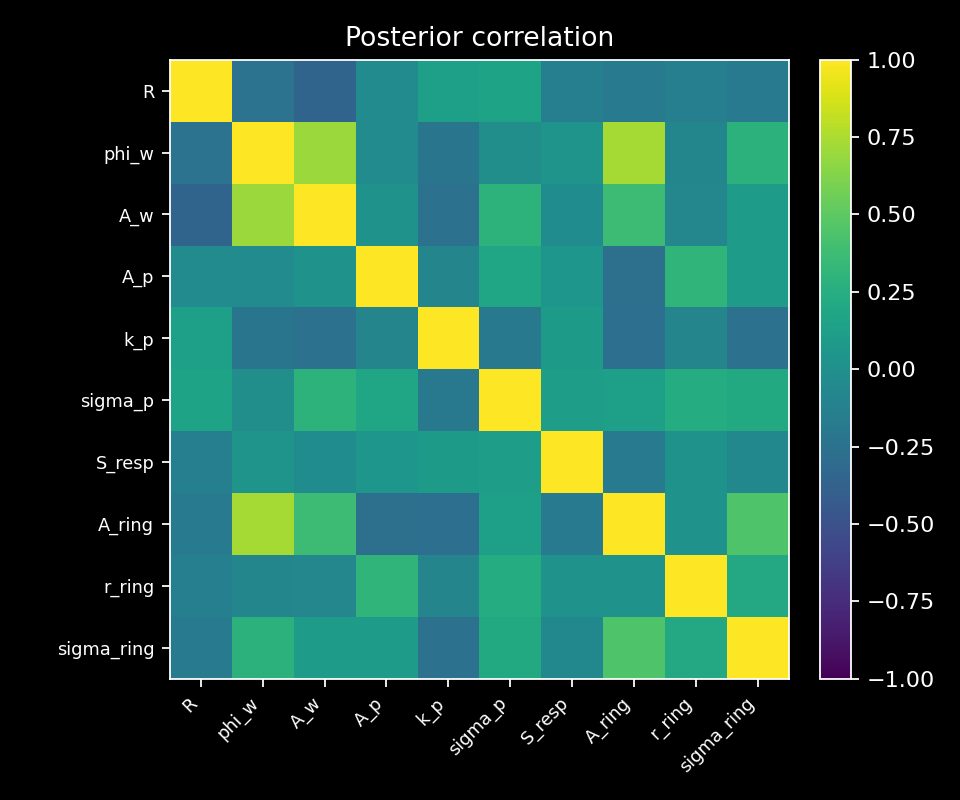 Posterior correlation
R
phi_w
A_w
A_p
k_p
sigma_p
S_resp
A_ring
r_ring
sigma_ring
R
phi_w
A_w
A_p
k_p
sigma_p
S_resp
A_ring
r_ring
sigma_ring
1.00
0.75
0.50
0.25
0.00
−0.25
−0.50
−0.75
−1.00